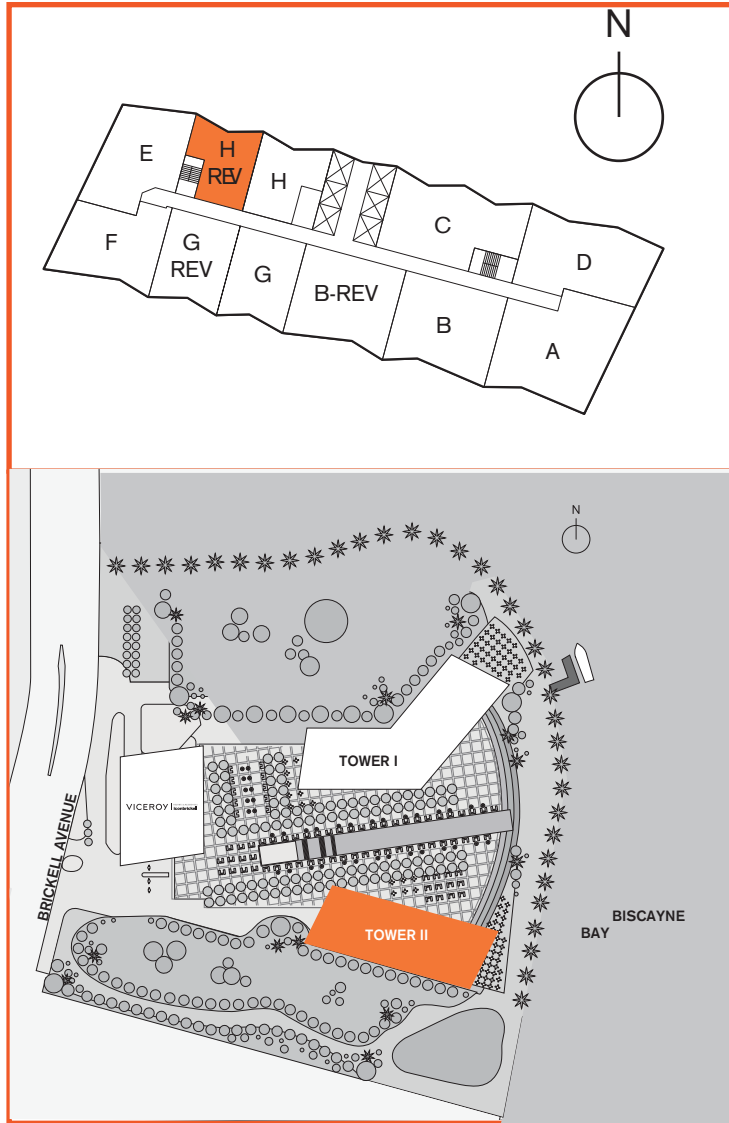 N
E
H
REV
H
C
D
F
G
REV
G
B-REV
B
A
N
TOWER I
VICEROY
BRICKELL AVENUE
TOWER II
BISCAYNE
BAY